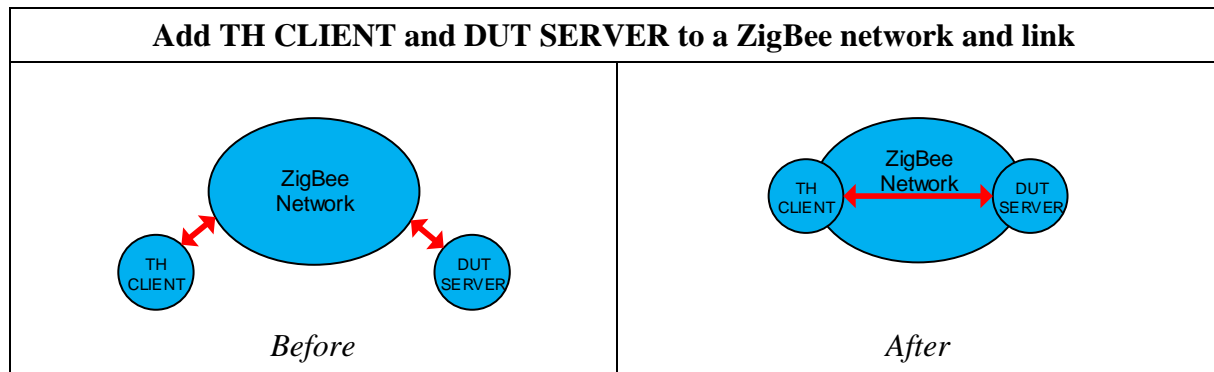 Add TH CLIENT and DUT SERVER to a ZigBee network and link
ZigBee
Network
TH
CLIENT
DUT
SERVER
Before
ZigBee
Network
TH
CLIENT
DUT
SERVER
After